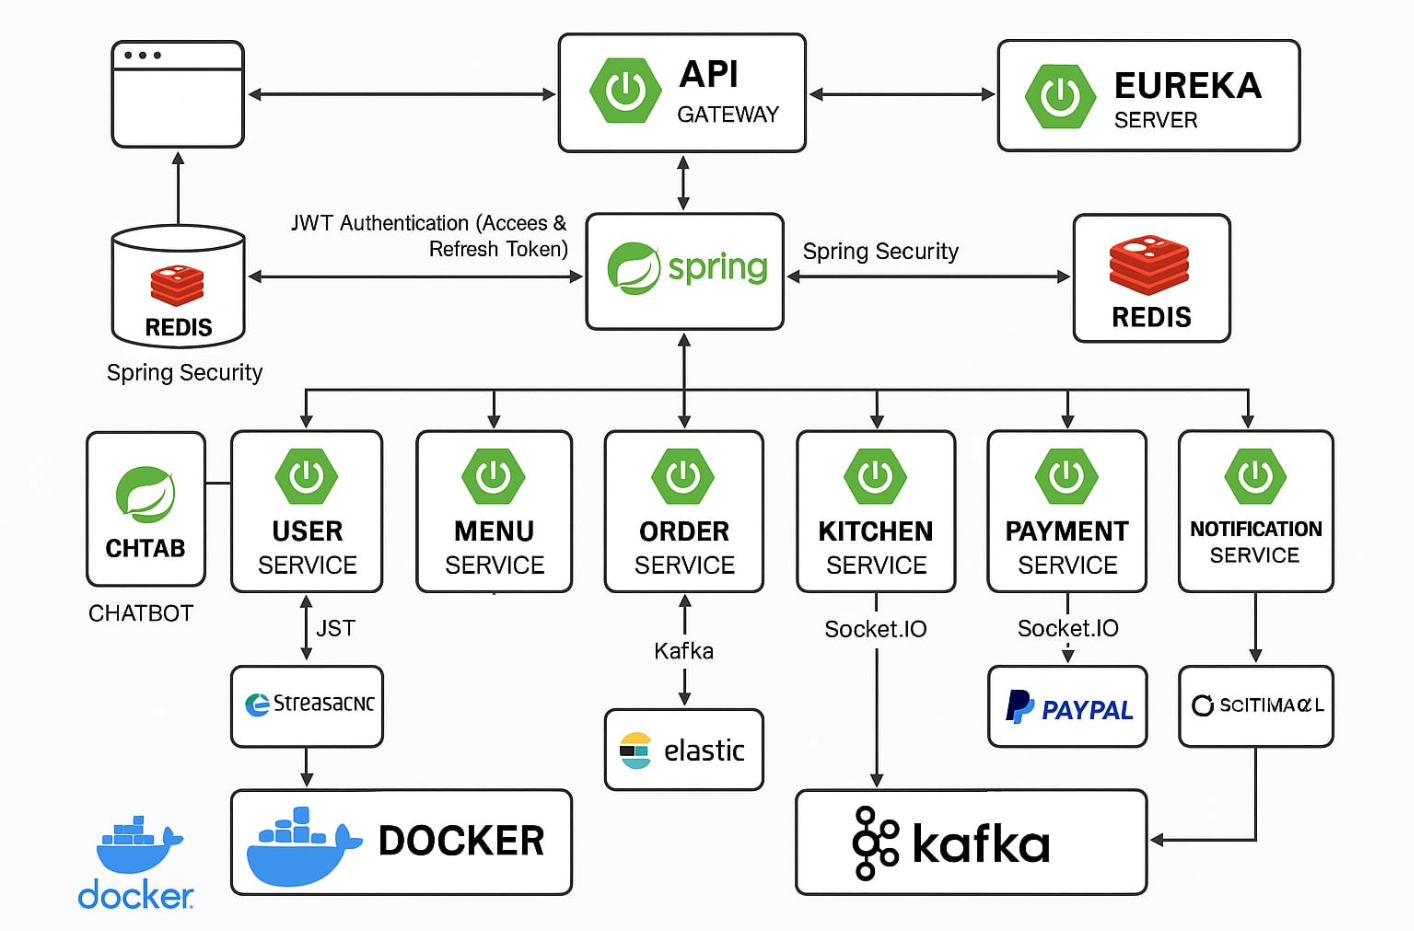 API
GATEWAY
EUREKA
SERVER
JWT Authentication (Accees &
Refresh Token)
spring
Spring Security
REDIS
REDIS
Spring Security
CHTAB
CHATBOT
USER
SERVICE
MENU
SERVICE
ORDER
SERVICE
KITCHEN
SERVICE
PAYMENT
SERVICE
NOTIFICATION
SERVICE
JST
Kafka
Socket.IO
Socket.IO
Streasacnc
elastic
PAYPAL
SCITIMAαL
DOCKER
kafka
docker.